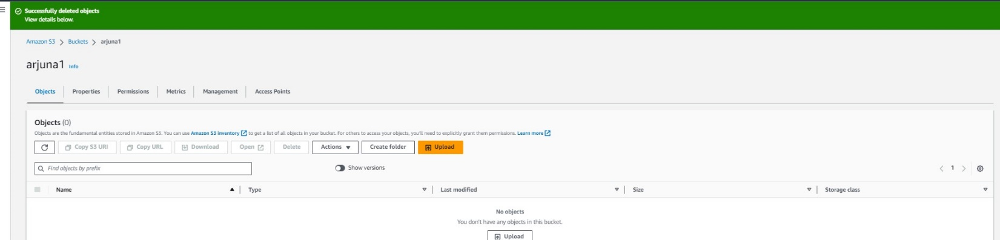 Successfully deleted objects
View details below.
Amazon S3 > Buckets > arjuna1
arjuna1 Info
Objects Properties Permissions Metrics Management Access Points
Objects (0)
Objects are the fundamental entities stored in Amazon S3. You can use Amazon S3 inventory to get a list of all objects in your bucket. For others to access your objects, you'll need to explicitly grant them permissions. Learn more
Copy S3 URI Copy URL Download Open Delete Actions Create folder Upload
Find objects by prefix Show versions < 1 >
Name Type Last modified Size Storage class
No objects
You don't have any objects in this bucket.
Upload